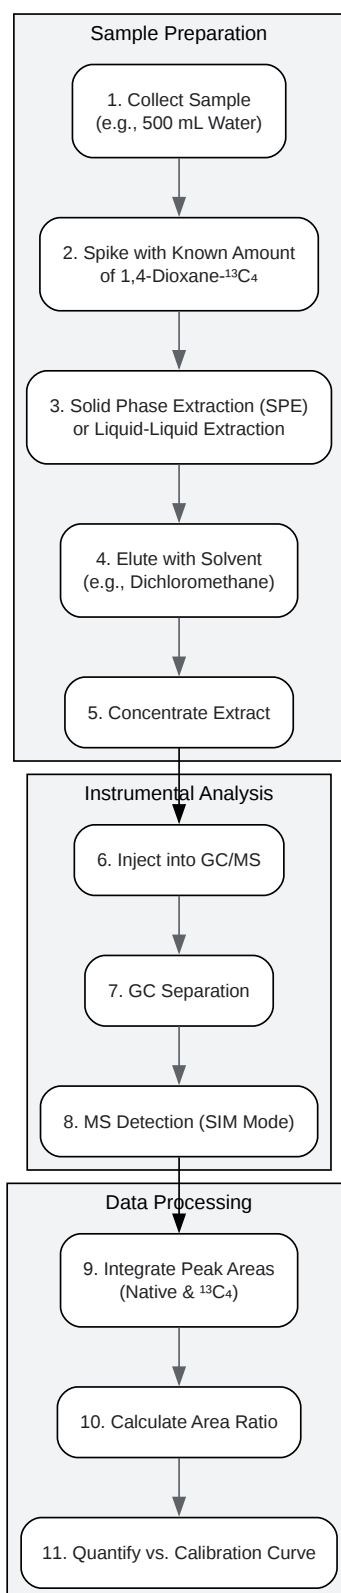 Sample Preparation
1. Collect Sample
(e.g., 500 mL Water)
2. Spike with Known Amount
of 1,4-Dioxane-¹³C₄
3. Solid Phase Extraction (SPE)
or Liquid-Liquid Extraction
4. Elute with Solvent
(e.g., Dichloromethane)
5. Concentrate Extract
Instrumental Analysis
6. Inject into GC/MS
7. GC Separation
8. MS Detection (SIM Mode)
Data Processing
9. Integrate Peak Areas
(Native & ¹³C₄)
10. Calculate Area Ratio
11. Quantify vs. Calibration Curve